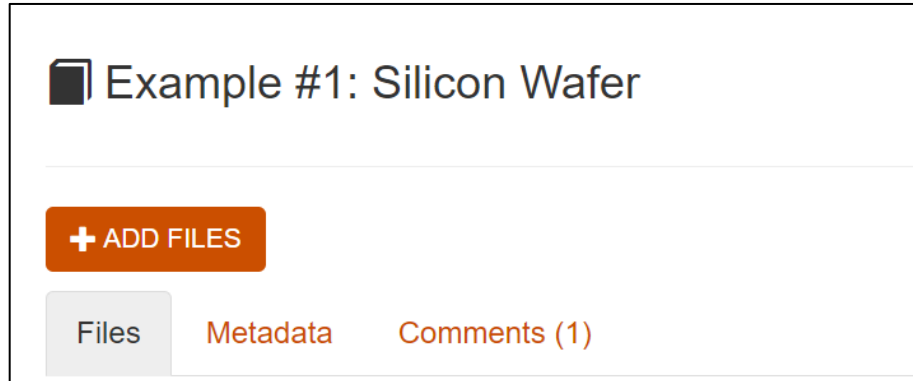 Example #1: Silicon Wafer
ADD FILES
Files Metadata Comments (1)